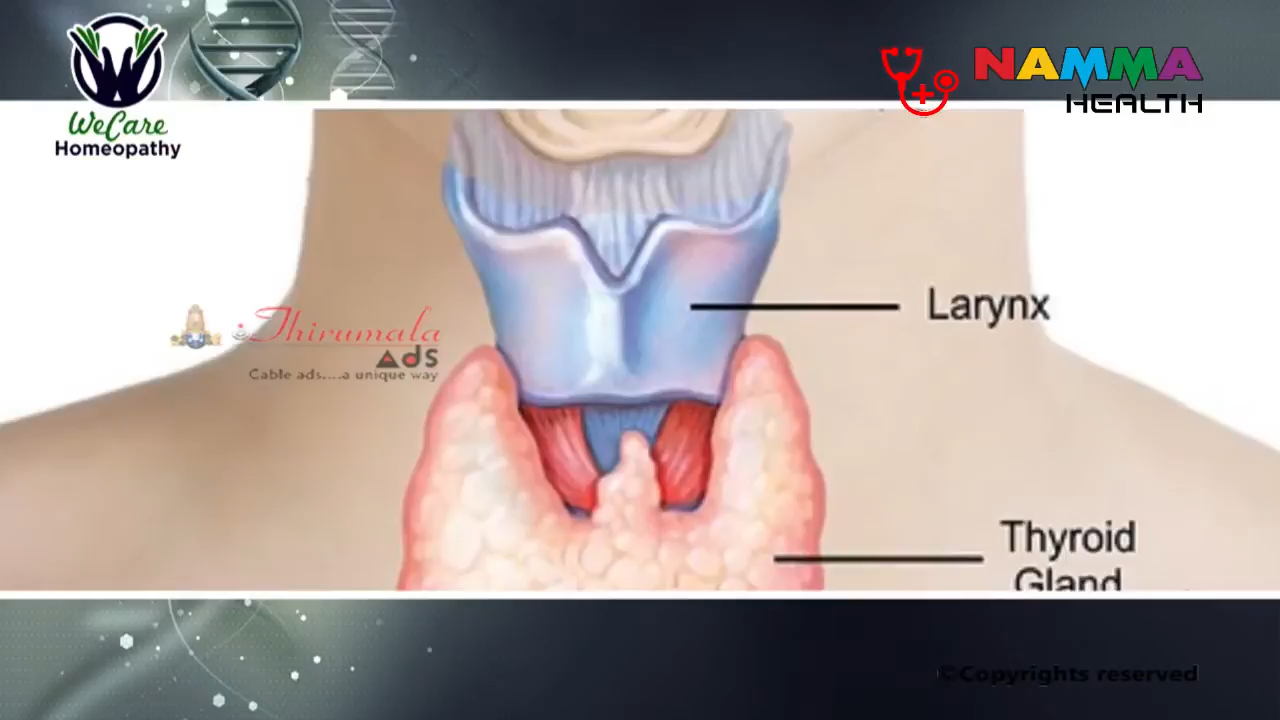 WeCare
Homeopathy
NAMMA
HEALTH
Larynx
Thirumala
Ads
Cable ads....a unique way
Thyroid
Gland
©Copyrights reserved